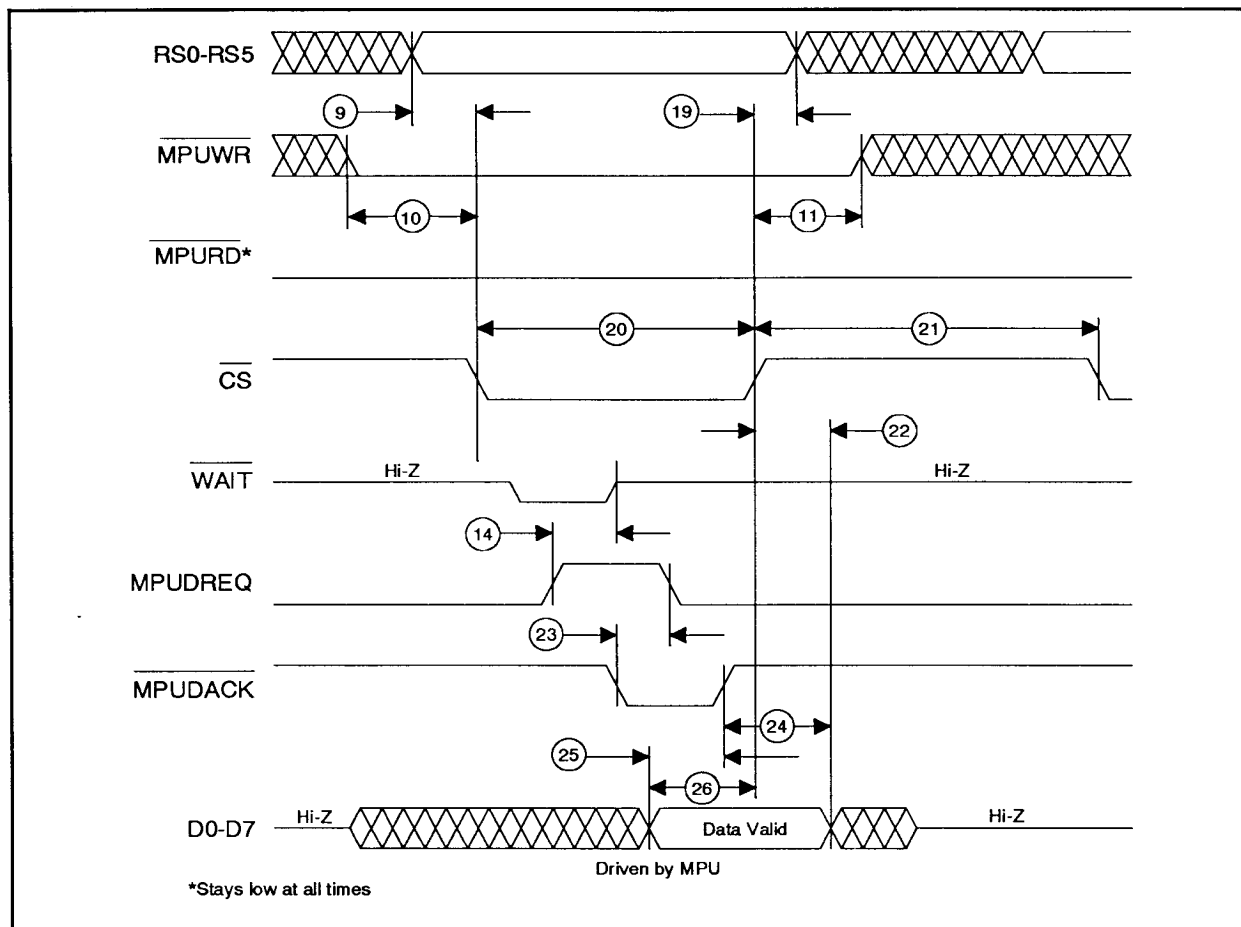 RS0-RS5
9
19
MPUWR
10
11
MPURD*
20
21
CS
22
Hi-Z
Hi-Z
WAIT
14
MPUDREQ
23
MPUDACK
24
25
26
Hi-Z
Data Valid
Hi-Z
D0-D7
Driven by MPU
*Stays low at all times